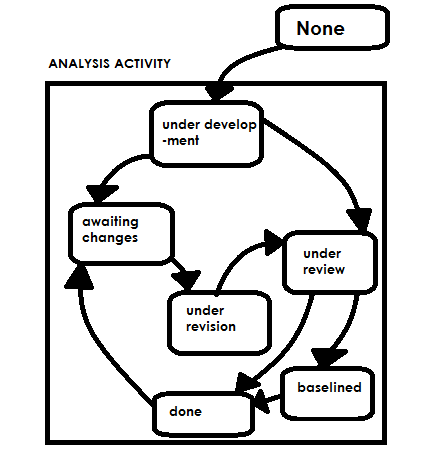 None
ANALYSIS ACTIVITY
under develop
-ment
awaiting
changes
under
review
under
revision
baselined
done